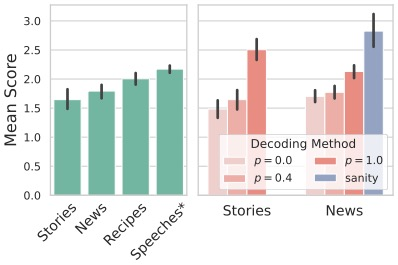 Mean Score
3.0
2.5
2.0
1.5
1.0
0.5
0.0
Stories
News
Recipes
Speeches*
Decoding Method
p = 0.0
p = 1.0
p = 0.4
sanity
Stories
News